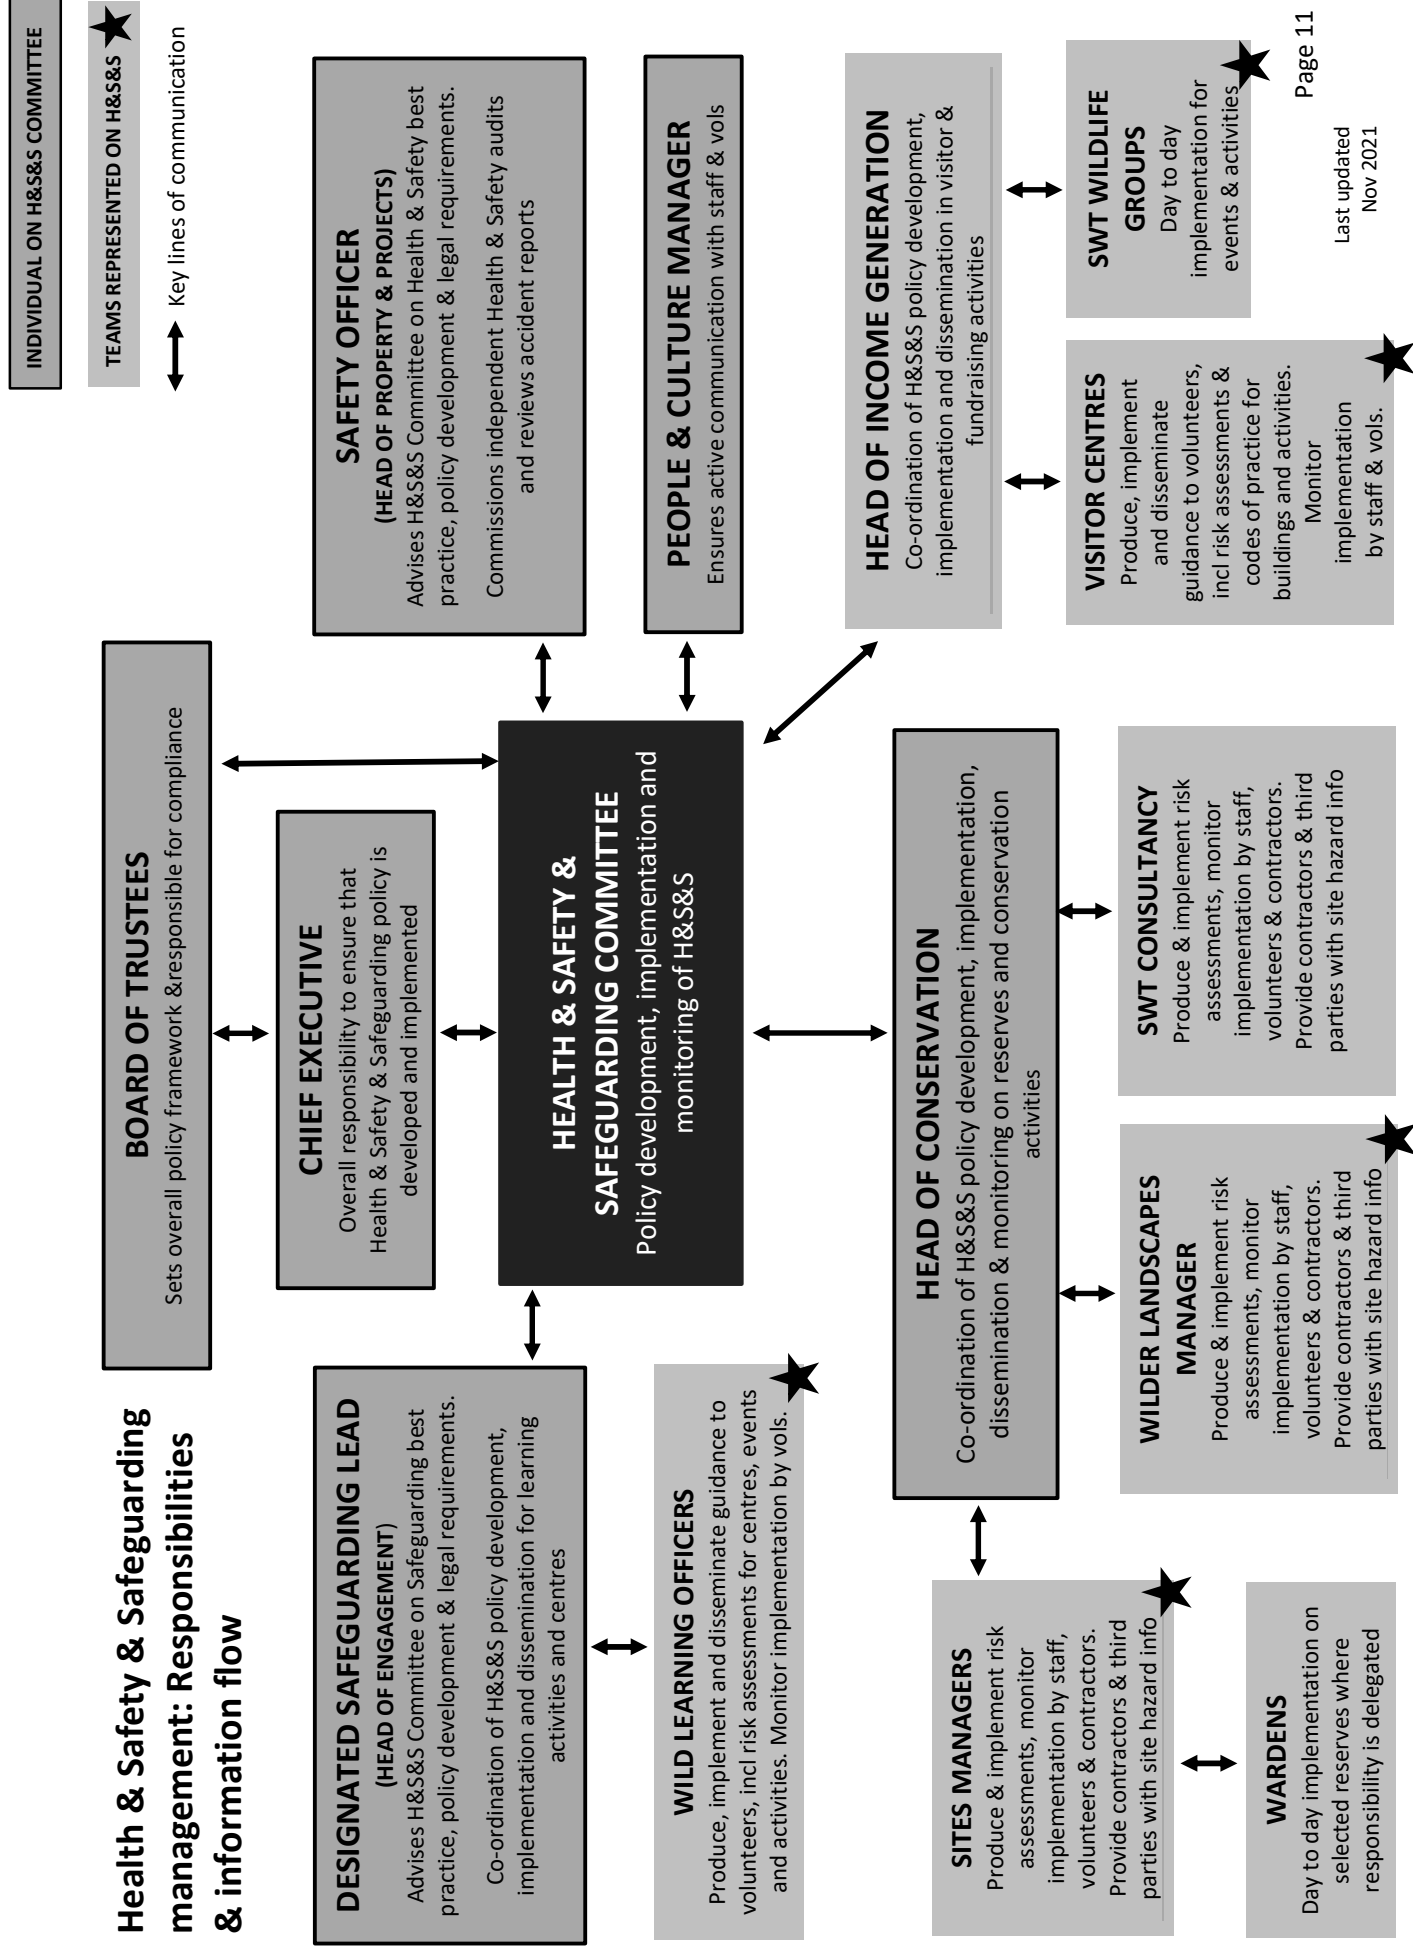 Health & Safety & Safeguarding
management: Responsibilities
& information flow
INDIVIDUAL ON H&S&S COMMITTEE
TEAMS REPRESENTED ON H&S&S
Key lines of communication
BOARD OF TRUSTEES
Sets overall policy framework &responsible for compliance
CHIEF EXECUTIVE
Overall responsibility to ensure that
Health & Safety & Safeguarding policy is
developed and implemented
DESIGNATED SAFEGUARDING LEAD
(HEAD OF ENGAGEMENT)
Advises H&S&S Committee on Safeguarding best
practice, policy development & legal requirements.
Co-ordination of H&S&S policy development,
implementation and dissemination for learning
activities and centres
HEALTH & SAFETY &
SAFEGUARDING COMMITTEE
Policy development, implementation and
monitoring of H&S&S
SAFETY OFFICER
(HEAD OF PROPERTY & PROJECTS)
Advises H&S&S Committee on Health & Safety best
practice, policy development & legal requirements.
Commissions independent Health & Safety audits
and reviews accident reports
PEOPLE & CULTURE MANAGER
Ensures active communication with staff & vols
WILD LEARNING OFFICERS
Produce, implement and disseminate guidance to
volunteers, incl risk assessments for centres, events
and activities. Monitor implementation by vols.
HEAD OF CONSERVATION
Co-ordination of H&S&S policy development, implementation,
dissemination & monitoring on reserves and conservation
activities
HEAD OF INCOME GENERATION
Co-ordination of H&S&S policy development,
implementation and dissemination in visitor &
fundraising activities
SITES MANAGERS
Produce & implement risk
assessments, monitor
implementation by staff,
volunteers & contractors.
Provide contractors & third
parties with site hazard info
WARDENS
Day to day implementation on
selected reserves where
responsibility is delegated
WILDER LANDSCAPES
MANAGER
Produce & implement risk
assessments, monitor
implementation by staff,
volunteers & contractors.
Provide contractors & third
parties with site hazard info
SWT CONSULTANCY
Produce & implement risk
assessments, monitor
implementation by staff,
volunteers & contractors.
Provide contractors & third
parties with site hazard info
VISITOR CENTRES
Produce, implement
and disseminate
guidance to volunteers,
incl risk assessments &
codes of practice for
buildings and activities.
Monitor
implementation
by staff & vols.
SWT WILDLIFE
GROUPS
Day to day
implementation for
events & activities
Last updated
Nov 2021
Page 11